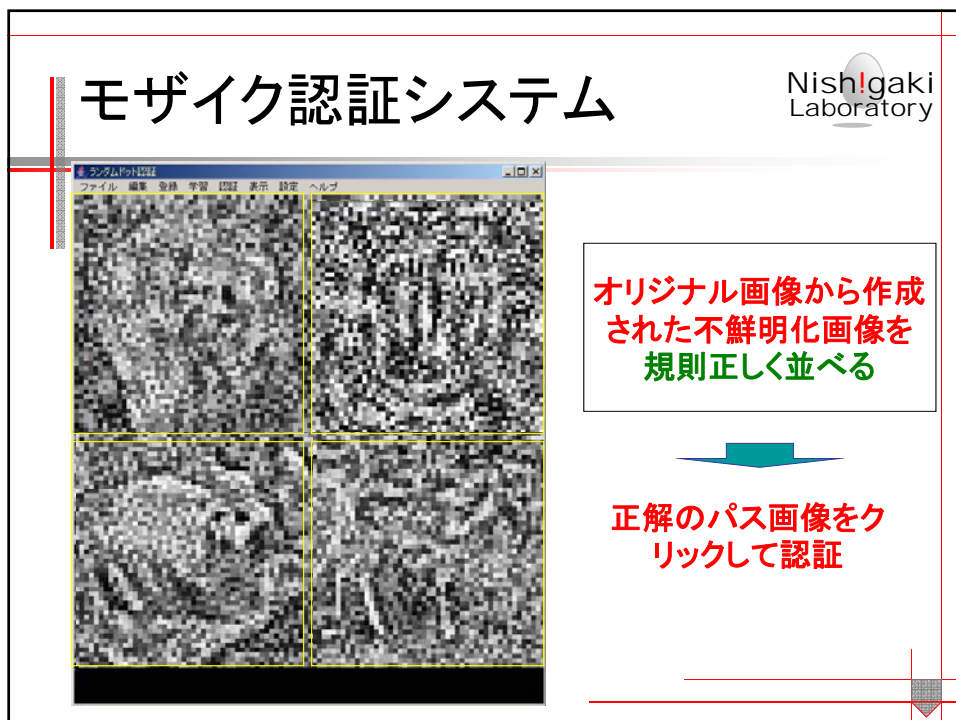 モザイク認証システム
Nish!gaki
Laboratory
ランダムドット認証
ファイル 編集 登録 学習 認証 表示 設定 ヘルプ
オリジナル画像から作成
された不鮮明化画像を
規則正しく並べる
正解のパス画像をク
リックして認証